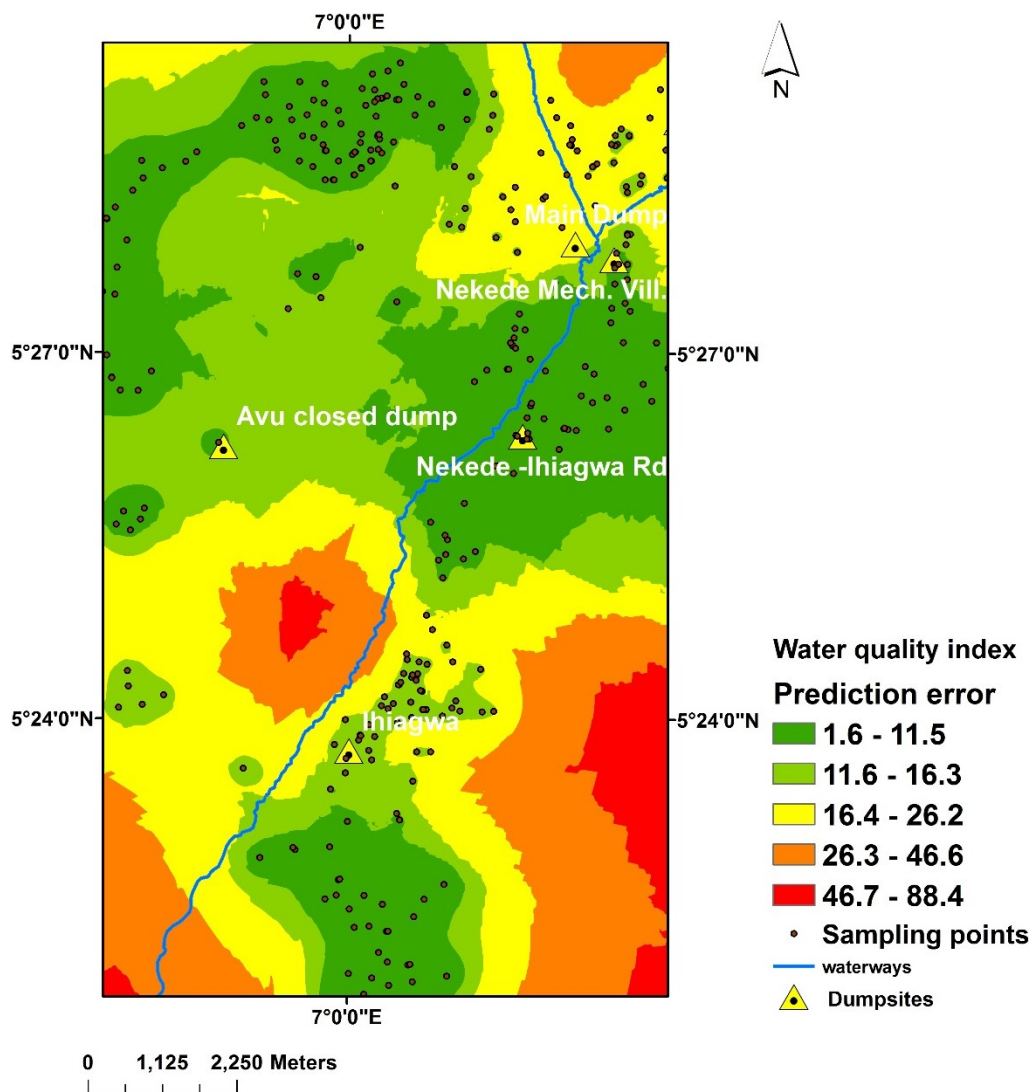 7°0'0"E
N
Main Dump
Nekede Mech. Vill.
5°27'0"N
5°27'0"N
Avu closed dump
Nekede -Ihiagwa Rd
Water quality index
Prediction error
5°24'0"N
5°24'0"N
Ihiagwa
1.6 - 11.5
11.6 - 16.3
16.4 - 26.2
26.3 - 46.6
46.7 - 88.4
Sampling points
waterways
Dumpsites
7°0'0"E
0 1,125 2,250 Meters